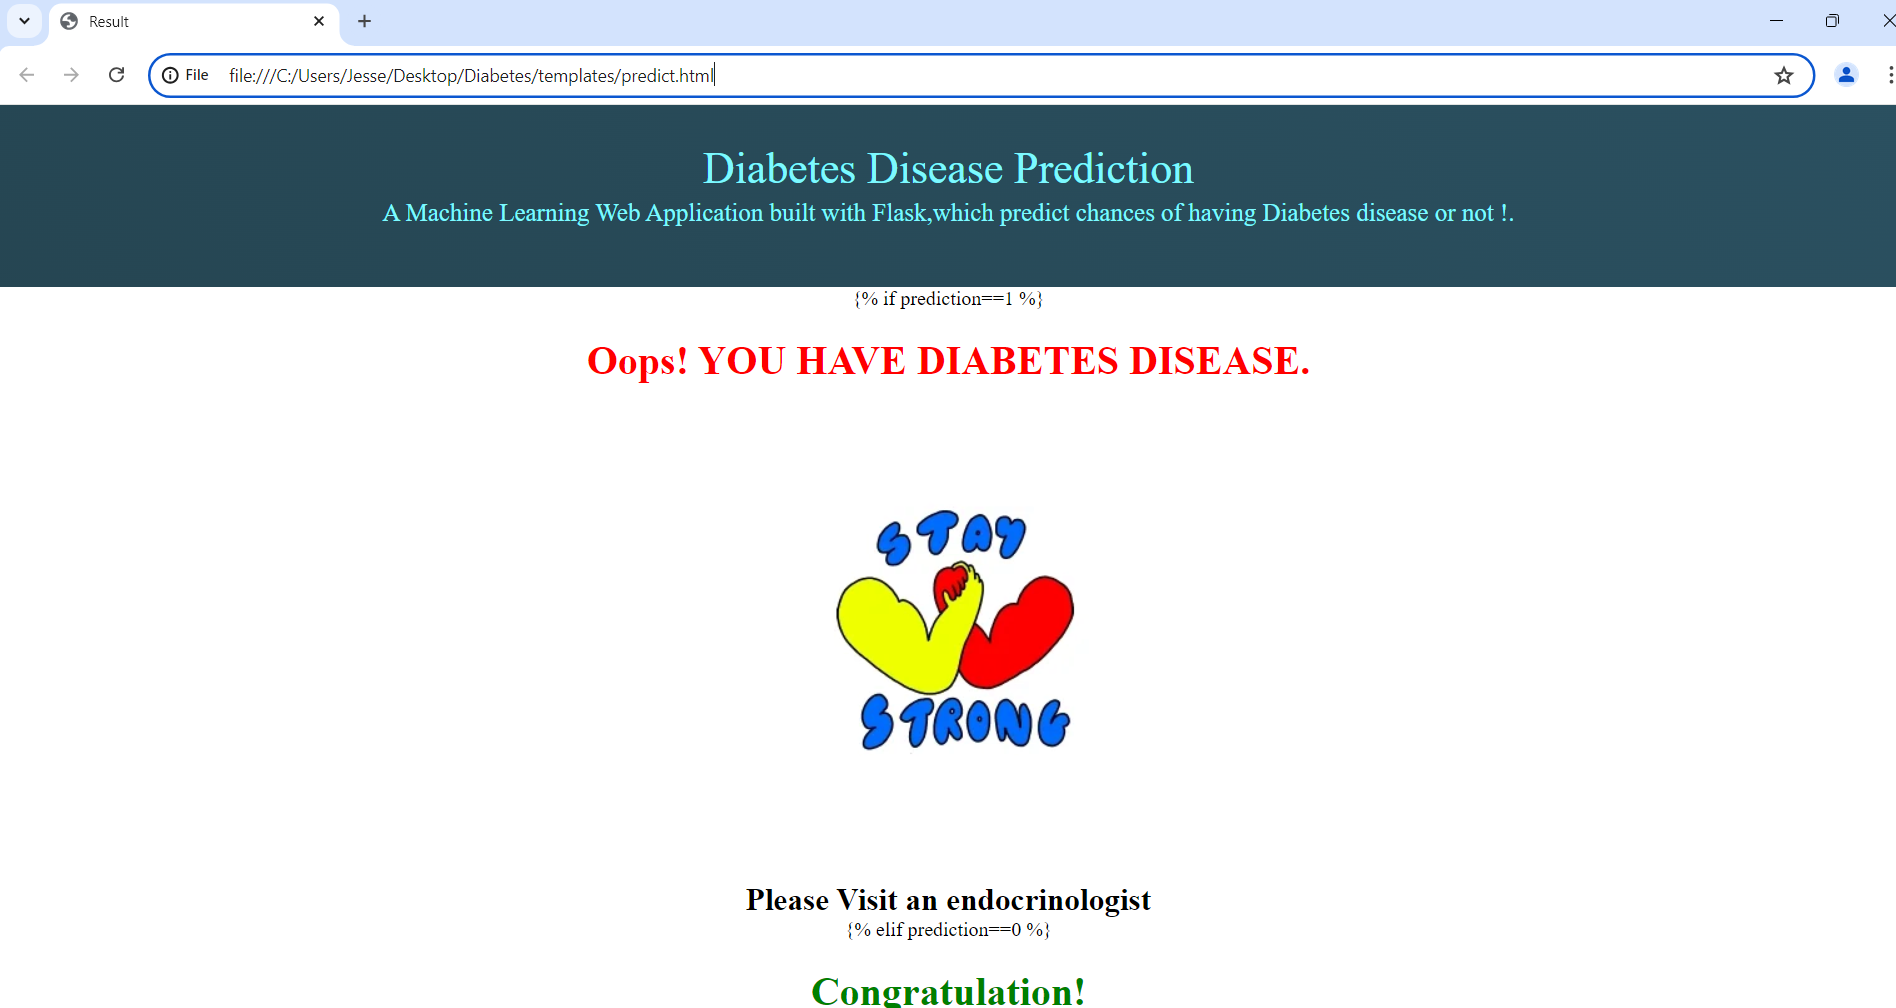 Result
File file:///C:/Users/Jesse/Desktop/Diabetes/templates/predict.html
Diabetes Disease Prediction
A Machine Learning Web Application built with Flask,which predict chances of having Diabetes disease or not !.
{% if prediction==1 %}
Oops! YOU HAVE DIABETES DISEASE.
STAY
STRONG
Please Visit an endocrinologist
{% elif prediction==0 %}
Congratulation!